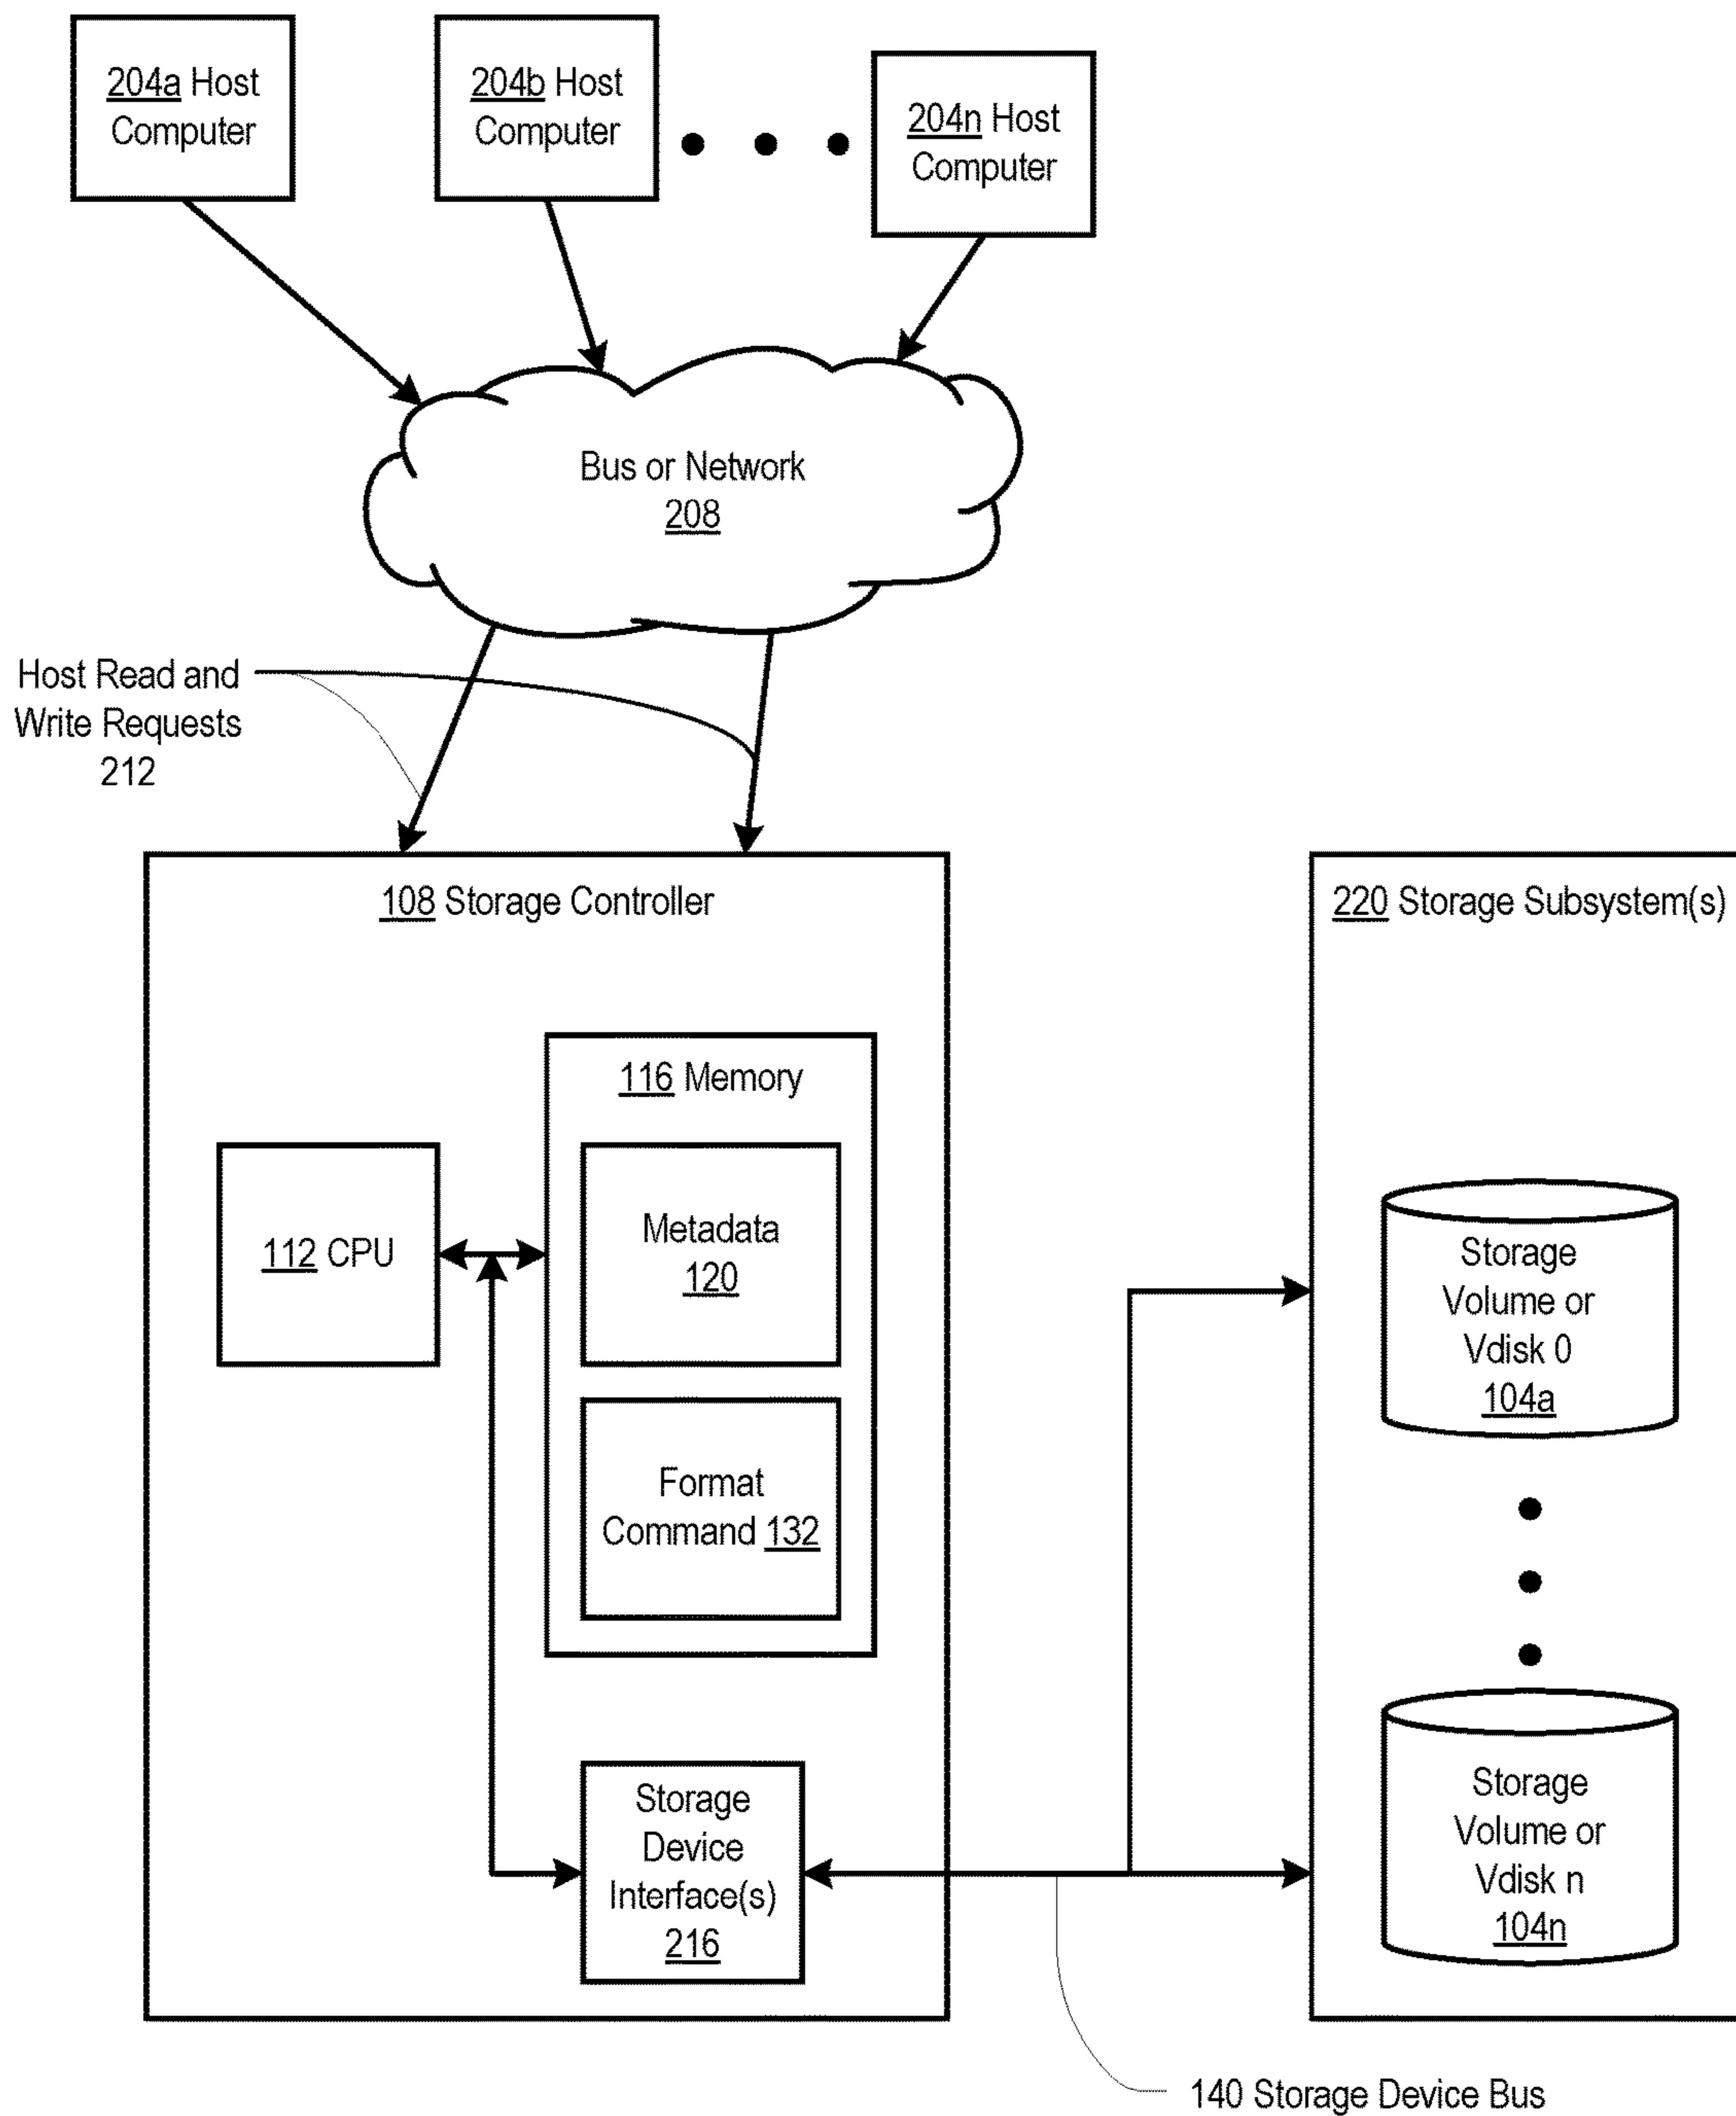 204a Host
Computer
204b Host
Computer
204n Host
Computer
Bus or Network
208
Host Read and
Write Requests
212
108 Storage Controller
220 Storage Subsystem(s)
116 Memory
112 CPU
Metadata
120
Format
Command 132
Storage
Device
Interface(s)
216
Storage
Volume or
Vdisk 0
104a
Storage
Volume or
Vdisk n
104n
140 Storage Device Bus